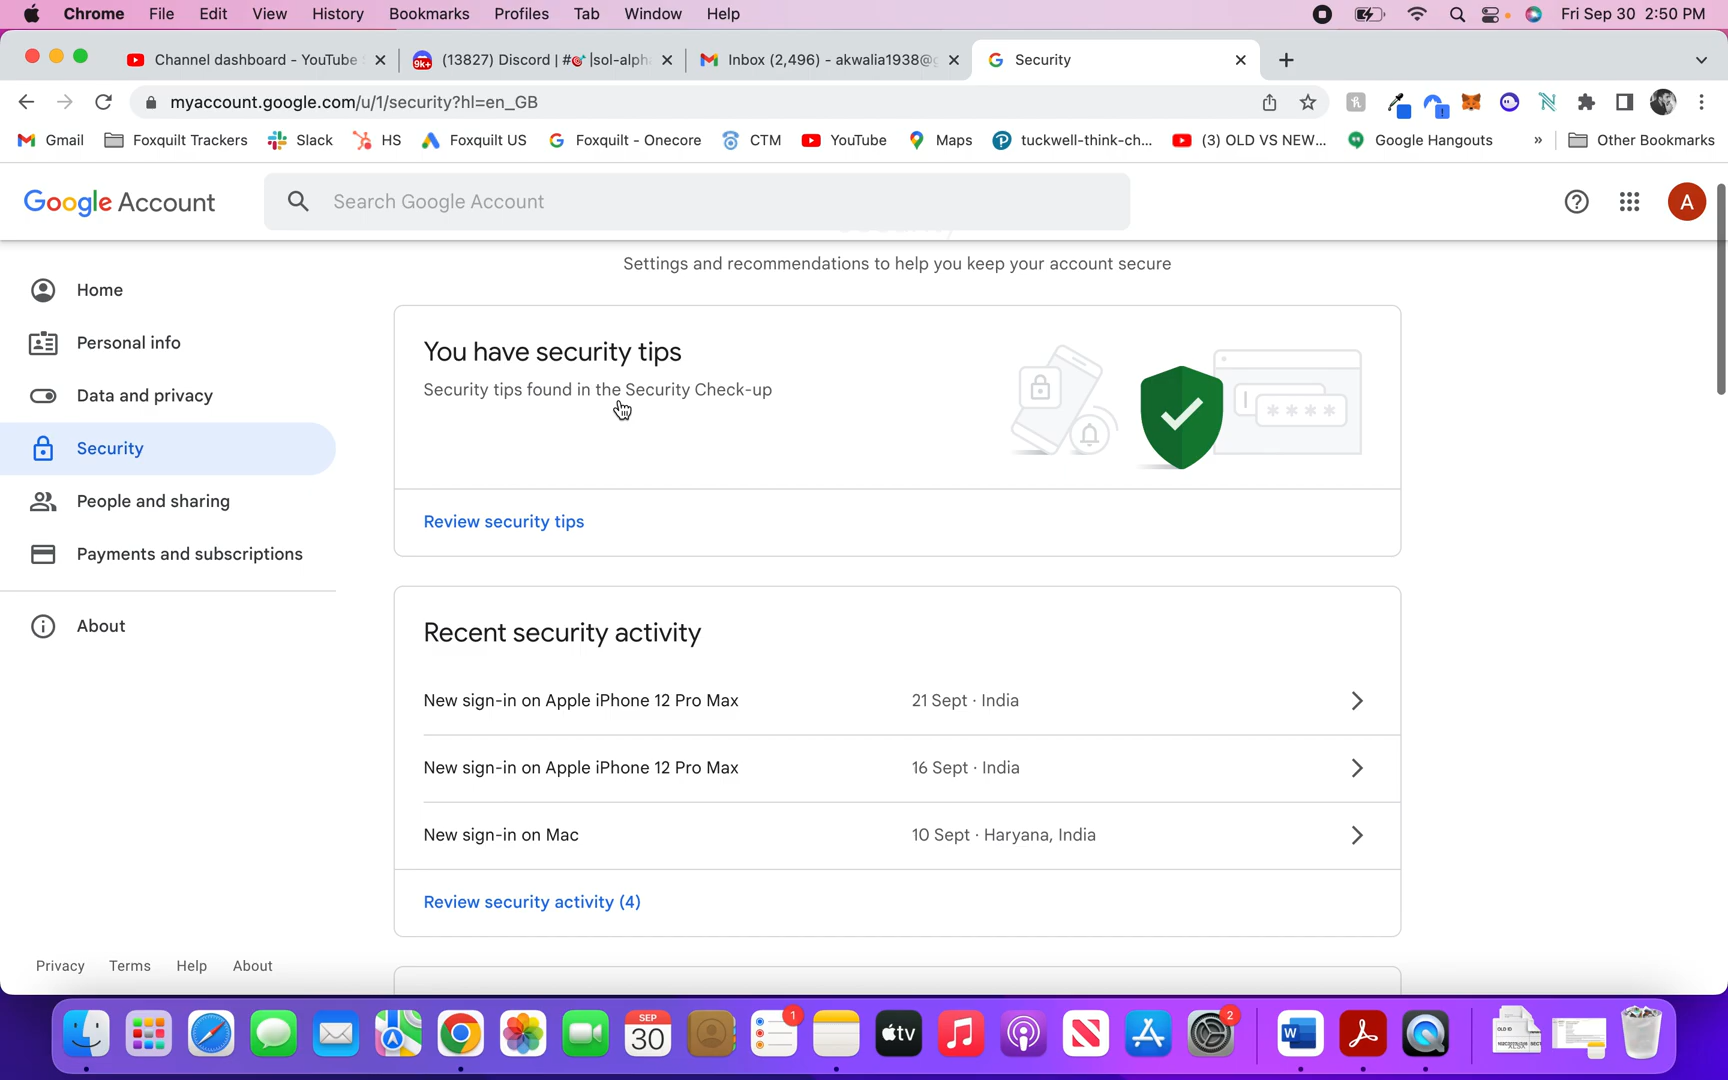 Chrome File Edit View History Bookmarks Profiles Tab Window Help Fri Sep 30 2:50 PM
Channel dashboard - YouTube (13827) Discord | #🎯 |sol-alph Inbox (2,496) - akwalia1938@ Security
myaccount.google.com/u/1/security?hl=en_GB
Gmail Foxquilt Trackers Slack HS Foxquilt US Foxquilt - Onecore CTM YouTube Maps tuckwell-think-ch... (3) OLD VS NEW... Google Hangouts » Other Bookmarks
Google Account Search Google Account A
Settings and recommendations to help you keep your account secure
Home
Personal info
Data and privacy
Security
People and sharing
Payments and subscriptions
About
You have security tips
Security tips found in the Security Check-up
Review security tips
Recent security activity
New sign-in on Apple iPhone 12 Pro Max 21 Sept · India
New sign-in on Apple iPhone 12 Pro Max 16 Sept · India
New sign-in on Mac 10 Sept · Haryana, India
Review security activity (4)
Privacy Terms Help About
SEP
30
1
tv
2